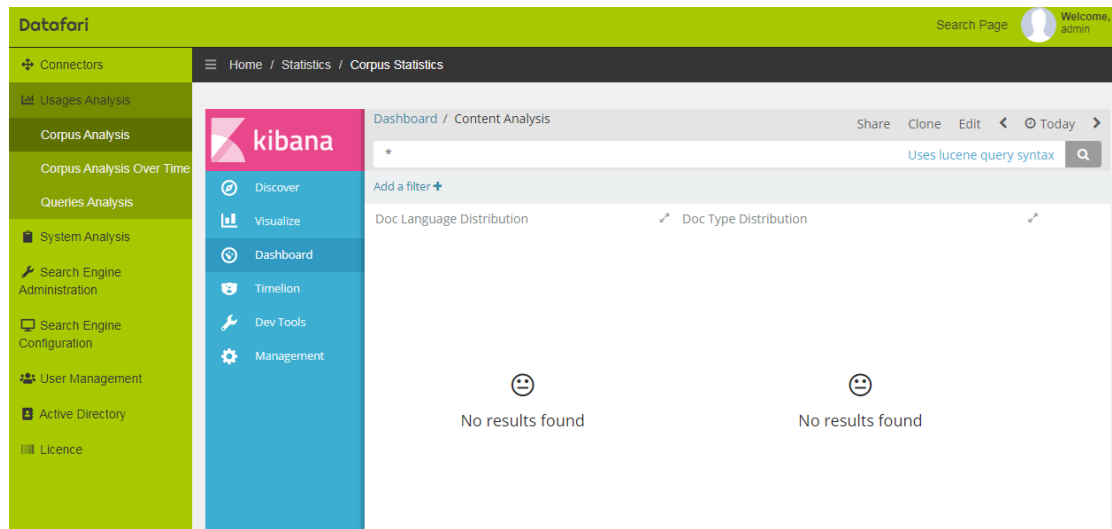 Datafari
Search Page
Welcome,
admin
Connectors
Home / Statistics / Corpus Statistics
Usages Analysis
Corpus Analysis
Corpus Analysis Over Time
Queries Analysis
System Analysis
Search Engine
Administration
Search Engine
Configuration
User Management
Active Directory
Licence
kibana
Discover
Visualize
Dashboard
Timelion
Dev Tools
Management
Dashboard / Content Analysis
Share Clone Edit Today
*
Uses lucene query syntax
Add a filter +
Doc Language Distribution
Doc Type Distribution
No results found
No results found